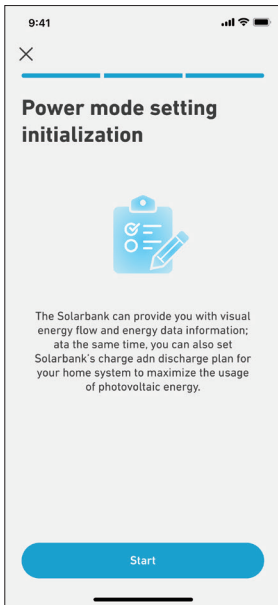 9:41
Power mode setting
initialization
The Solarbank can provide you with visual
energy flow and energy data information;
ata the same time, you can also set
Solarbank's charge adn discharge plan for
your home system to maximize the usage
of photovoltaic energy.
Start